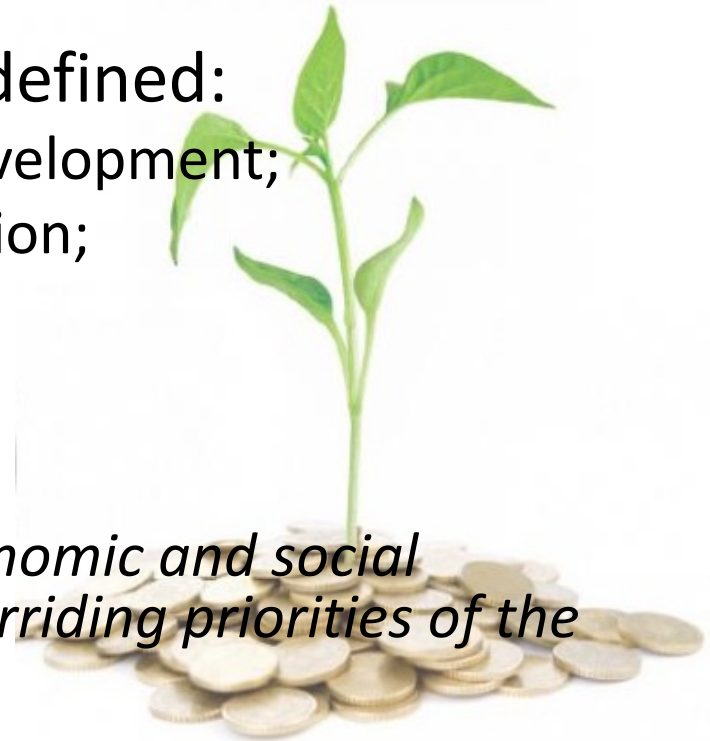 defined:
velopment;
ion;
nomic and social
rriding priorities of the